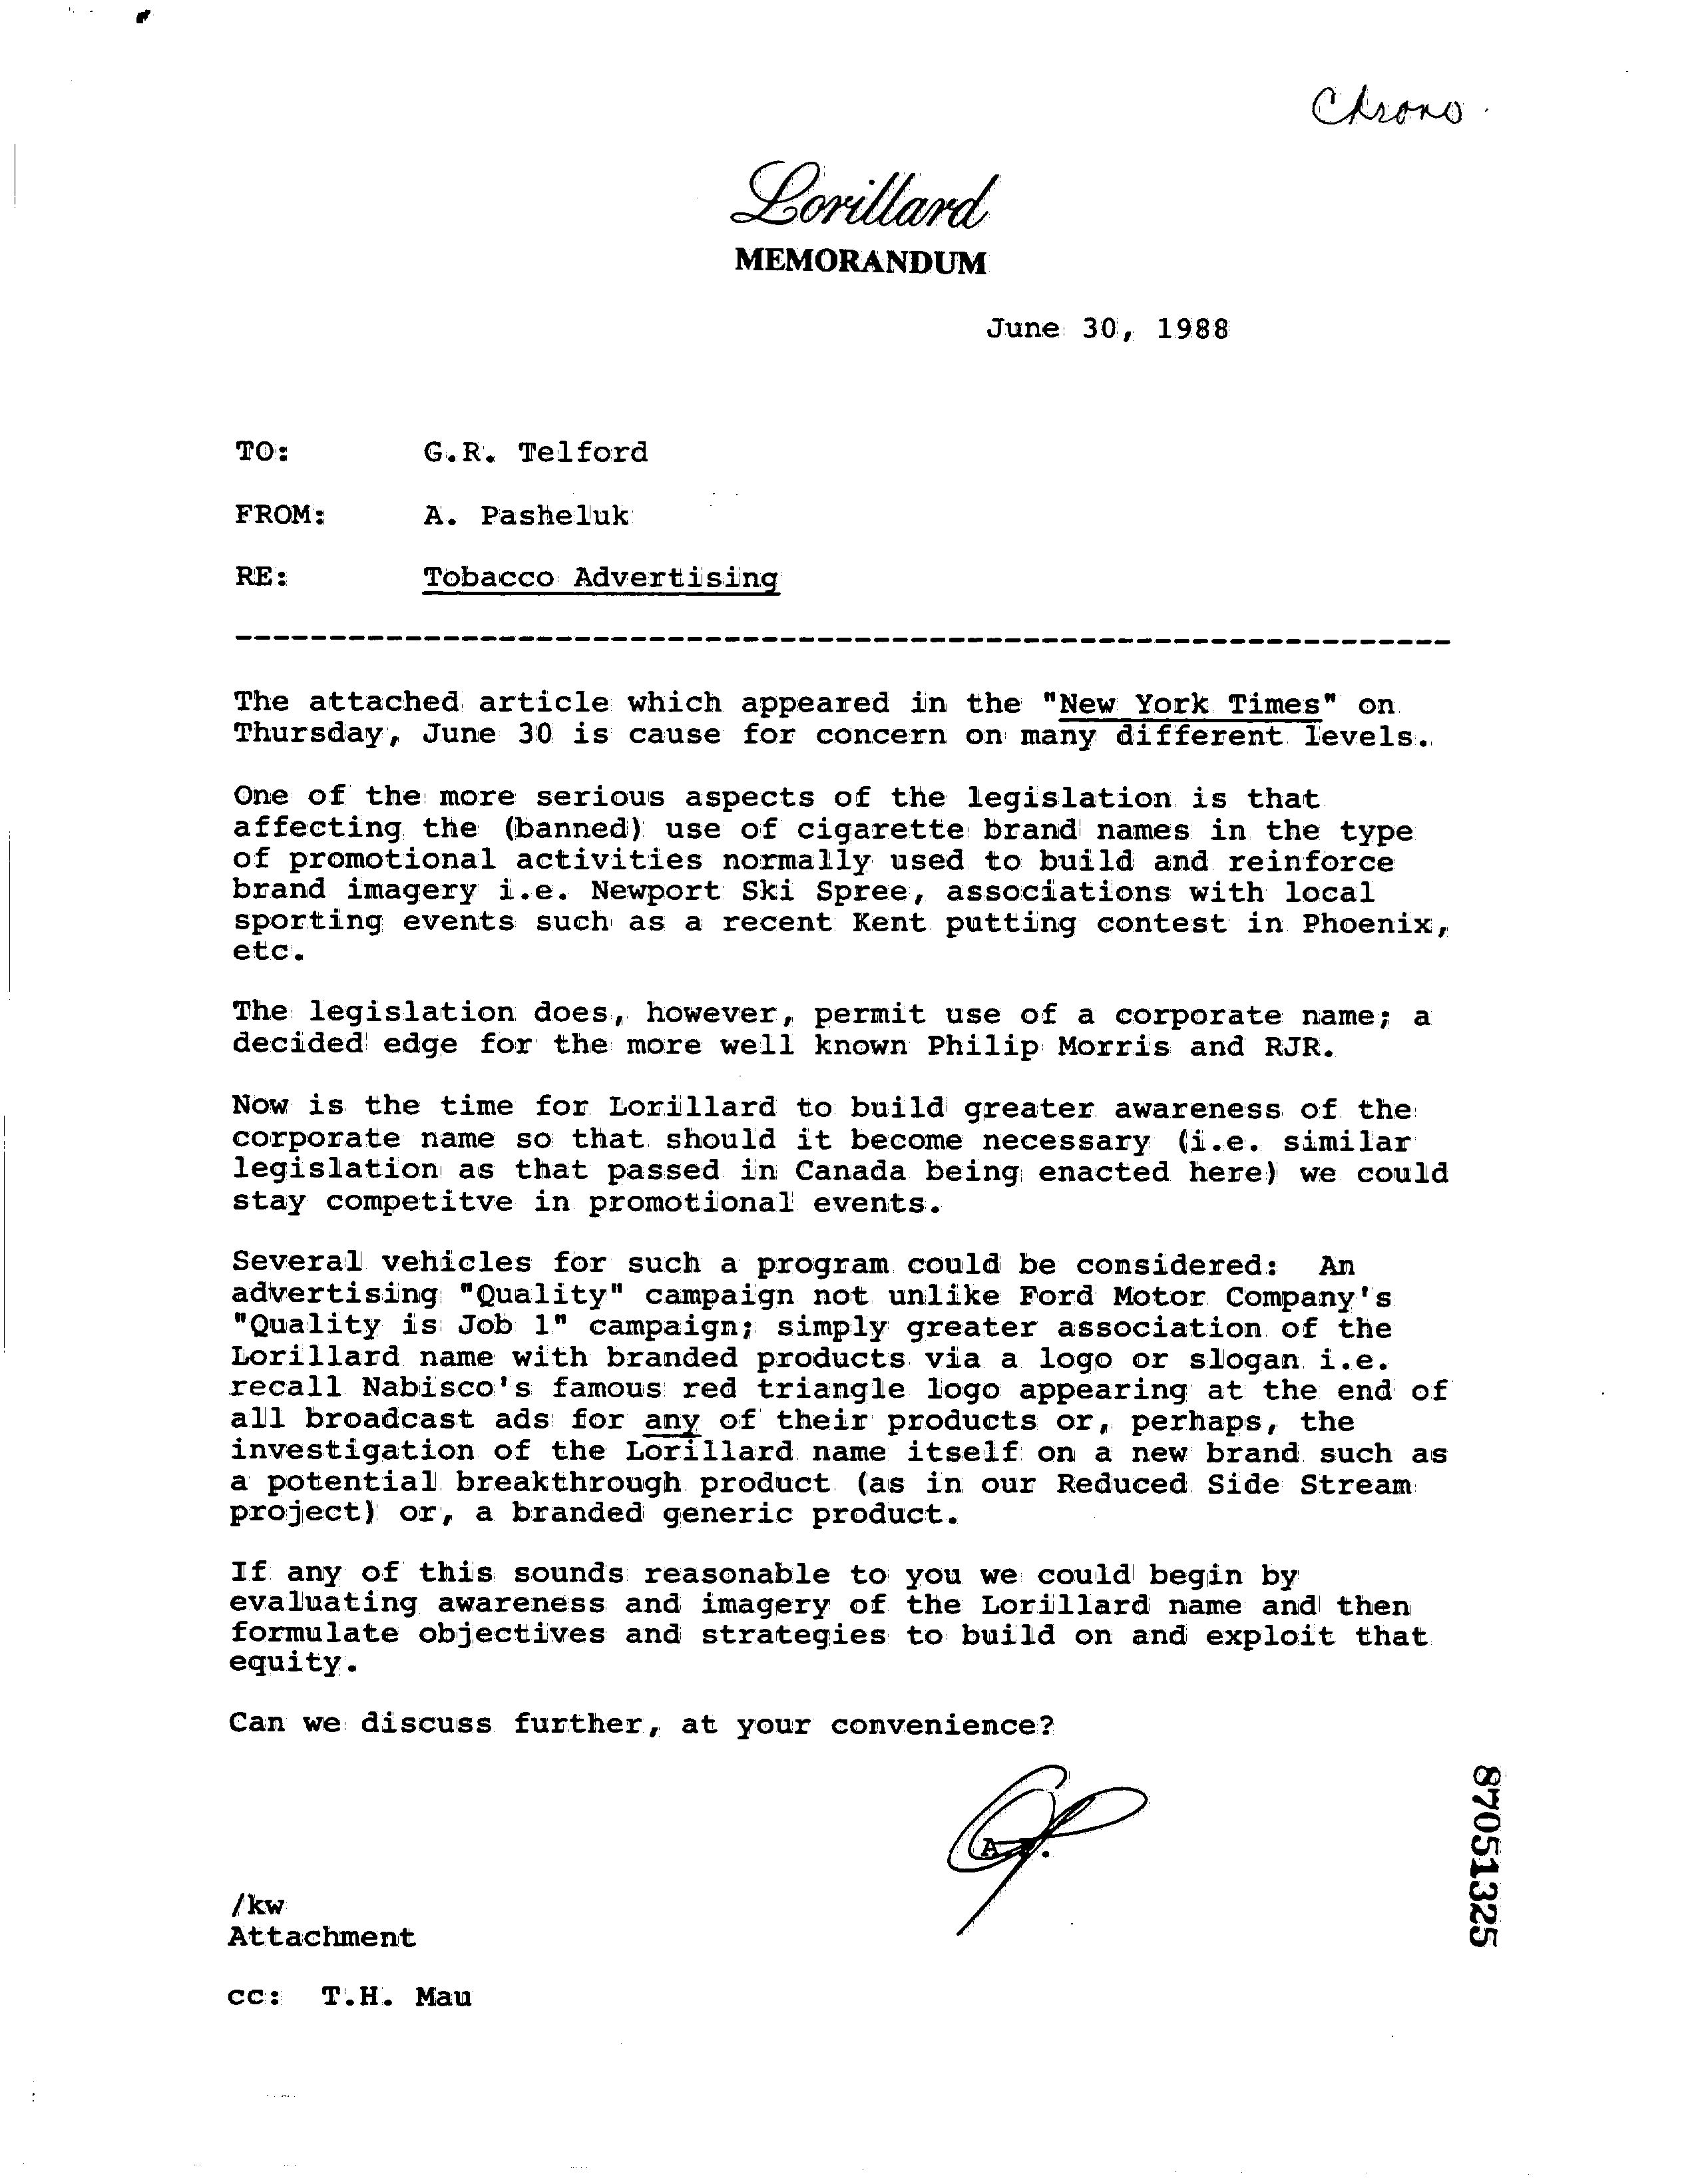 Chrono.
Lorillard
MEMORANDUM
June 30, 1988
TO: G.R. Telford
FROM: A. Pasheluk
RE: Tobacco Advertising
-----------------------------------------------------------------
The attached article which appeared in the "New York Times" on
Thursday, June 30 is cause for concern on many different levels.
One of the more serious aspects of the legislation is that
affecting the (banned) use of cigarette brand names in the type
of promotional activities normally used to build and reinforce
brand imagery i.e. Newport Ski Spree, associations with local
sporting events such as a recent Kent putting contest in Phoenix,
etc.
The legislation does, however, permit use of a corporate name; a
decided edge for the more well known Philip Morris and RJR.
Now is the time for Lorillard to build greater awareness of the
corporate name so that should it become necessary (i.e. similar
legislation as that passed in Canada being enacted here) we could
stay competitve in promotional events.
Several vehicles for such a program could be considered: An
advertising "Quality" campaign not unlike Ford Motor Company's
"Quality is Job 1" campaign; simply greater association of the
Lorillard name with branded products via a logo or slogan i.e.
recall Nabisco's famous red triangle logo appearing at the end of
all broadcast ads for any of their products or, perhaps, the
investigation of the Lorillard name itself on a new brand such as
a potential breakthrough product (as in our Reduced Side Stream
project) or, a branded generic product.
If any of this sounds reasonable to you we could begin by
evaluating awareness and imagery of the Lorillard name and then
formulate objectives and strategies to build on and exploit that
equity.
Can we discuss further, at your convenience?
/kw
Attachment
cc: T.H. Mau
87051325